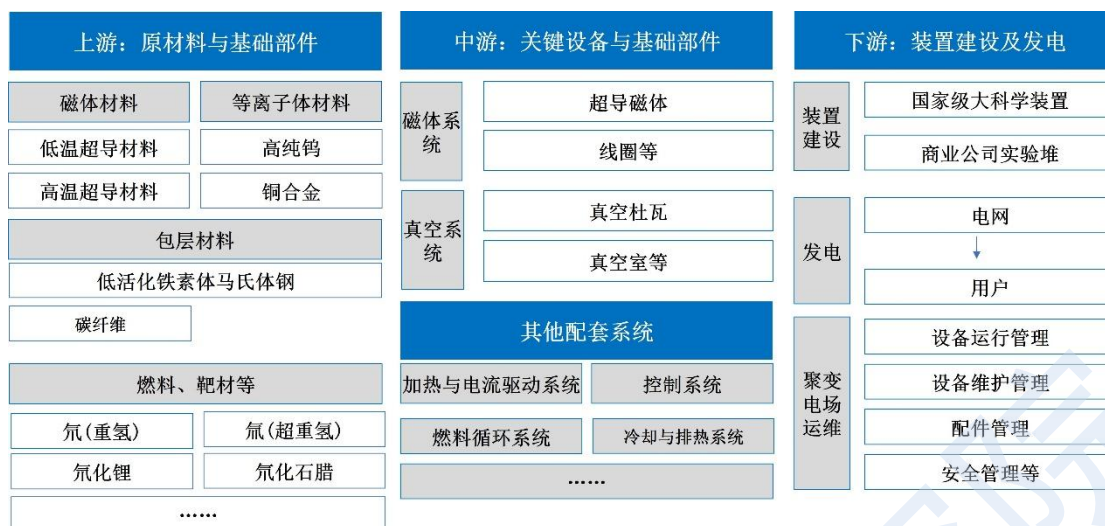 上游：原材料与基础部件
磁体材料
等离子体材料
低温超导材料
高纯钨
高温超导材料
铜合金
包层材料
低活化铁素体马氏体钢
碳纤维
燃料、靶材等
氘(重氢)
氚(超重氢)
氘化锂
氘化石腊
......
中游：关键设备与基础部件
磁体系
统
超导磁体
线圈等
真空系
统
真空杜瓦
真空室等
其他配套系统
加热与电流驱动系统
控制系统
燃料循环系统
冷却与排热系统
......
下游：装置建设及发电
装置
建设
国家级大科学装置
商业公司实验堆
发电
电网
用户
聚变
电场
运维
设备运行管理
设备维护管理
配件管理
安全管理等
院